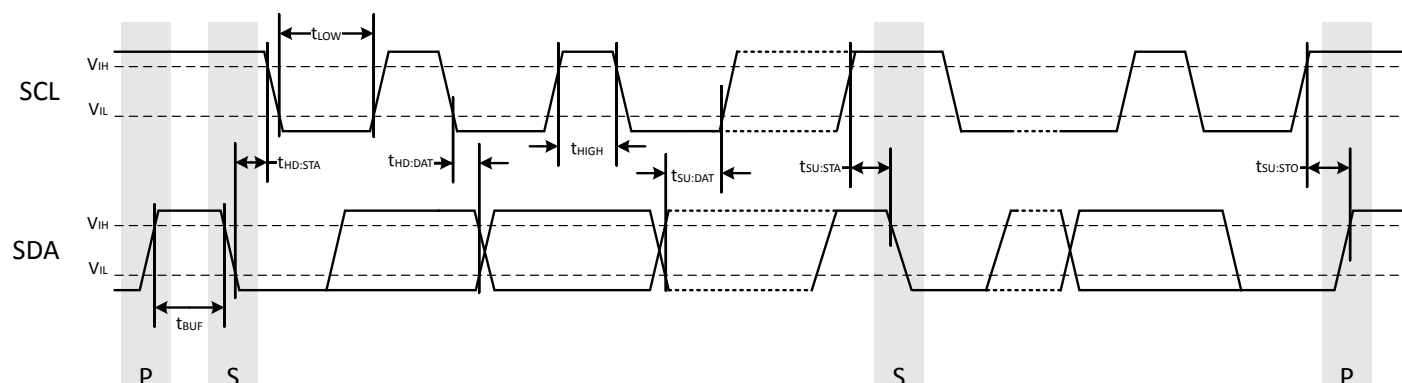 tLOW
VIH
SCL
VIL
tHD:STA
tHD:DAT
tHIGH
tSU:DAT
tSU:STA
tSU:STO
VIH
SDA
VIL
tBUF
P S S P